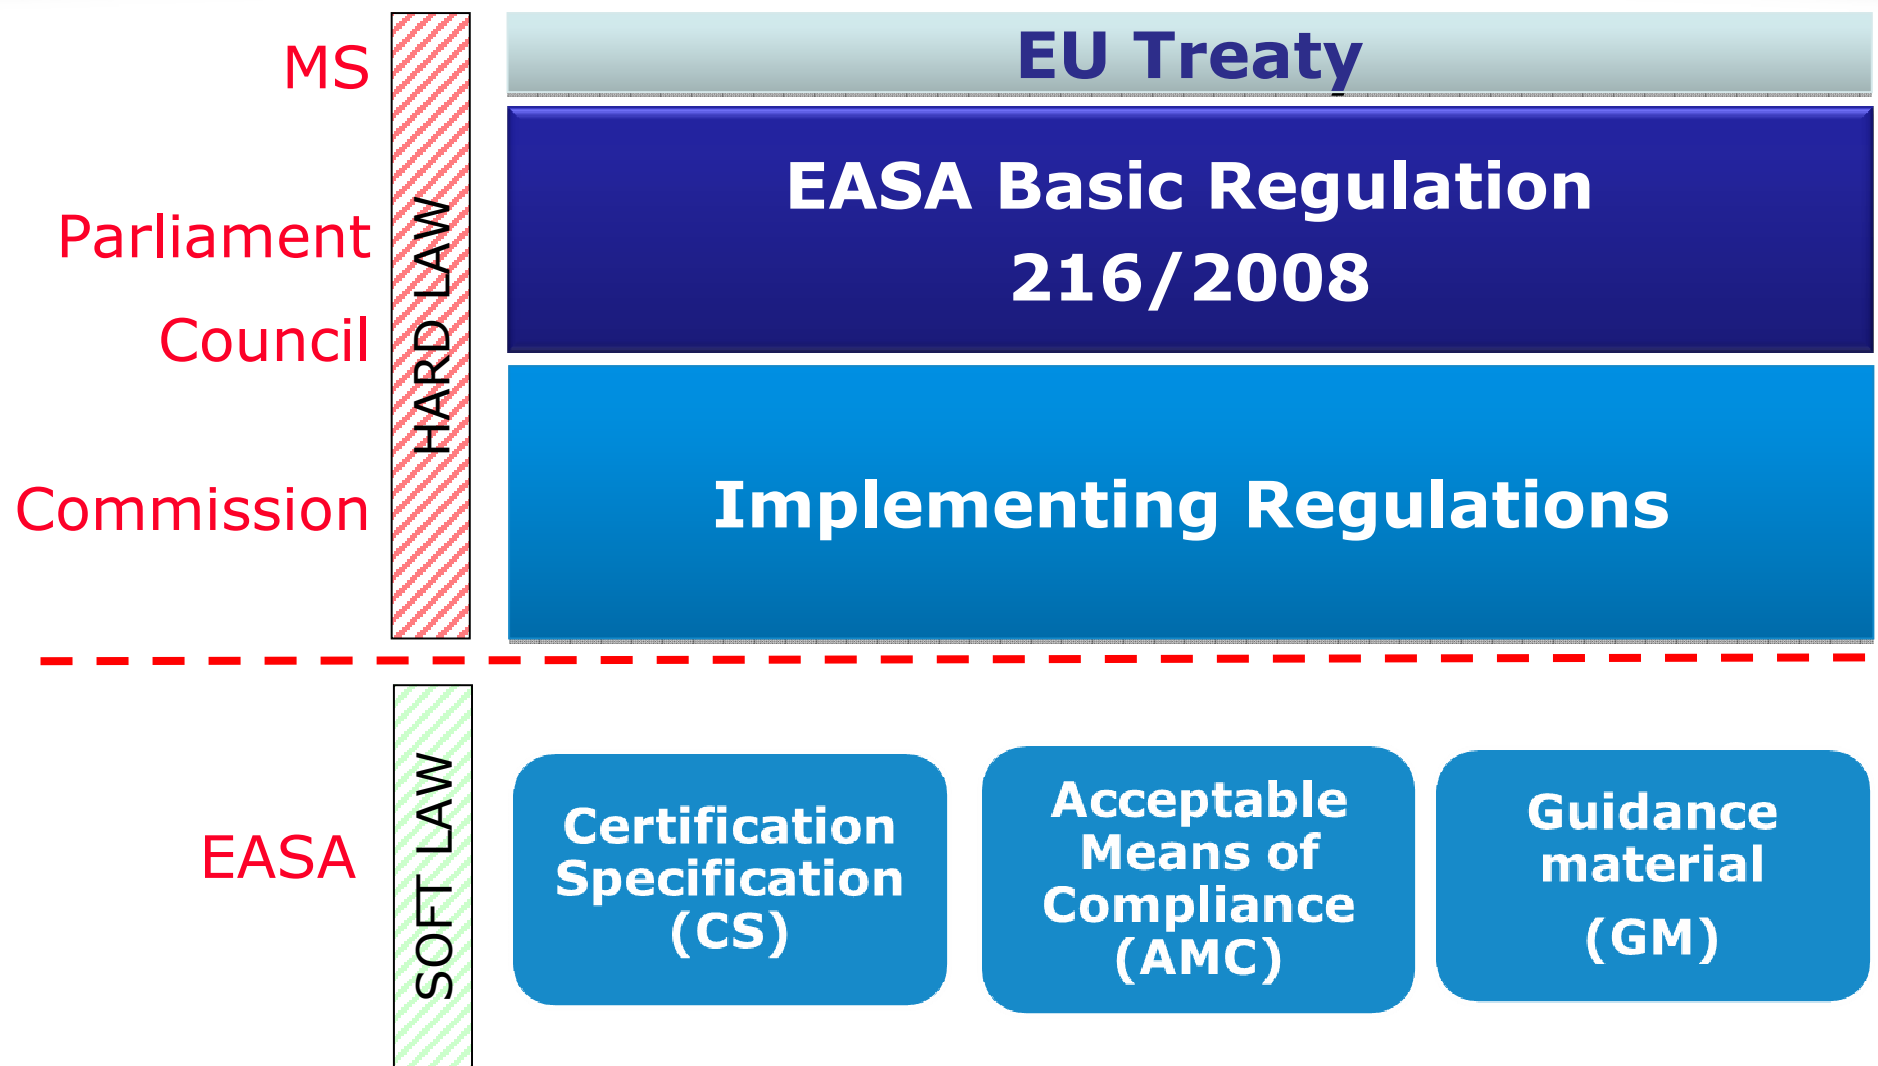 MS
EU Treaty
HARD LAW
Parliament
Council
EASA Basic Regulation
216/2008
Commission
Implementing Regulations
EASA
SOFT LAW
Certification
Specification
(CS)
Acceptable
Means of
Compliance
(AMC)
Guidance
material
(GM)